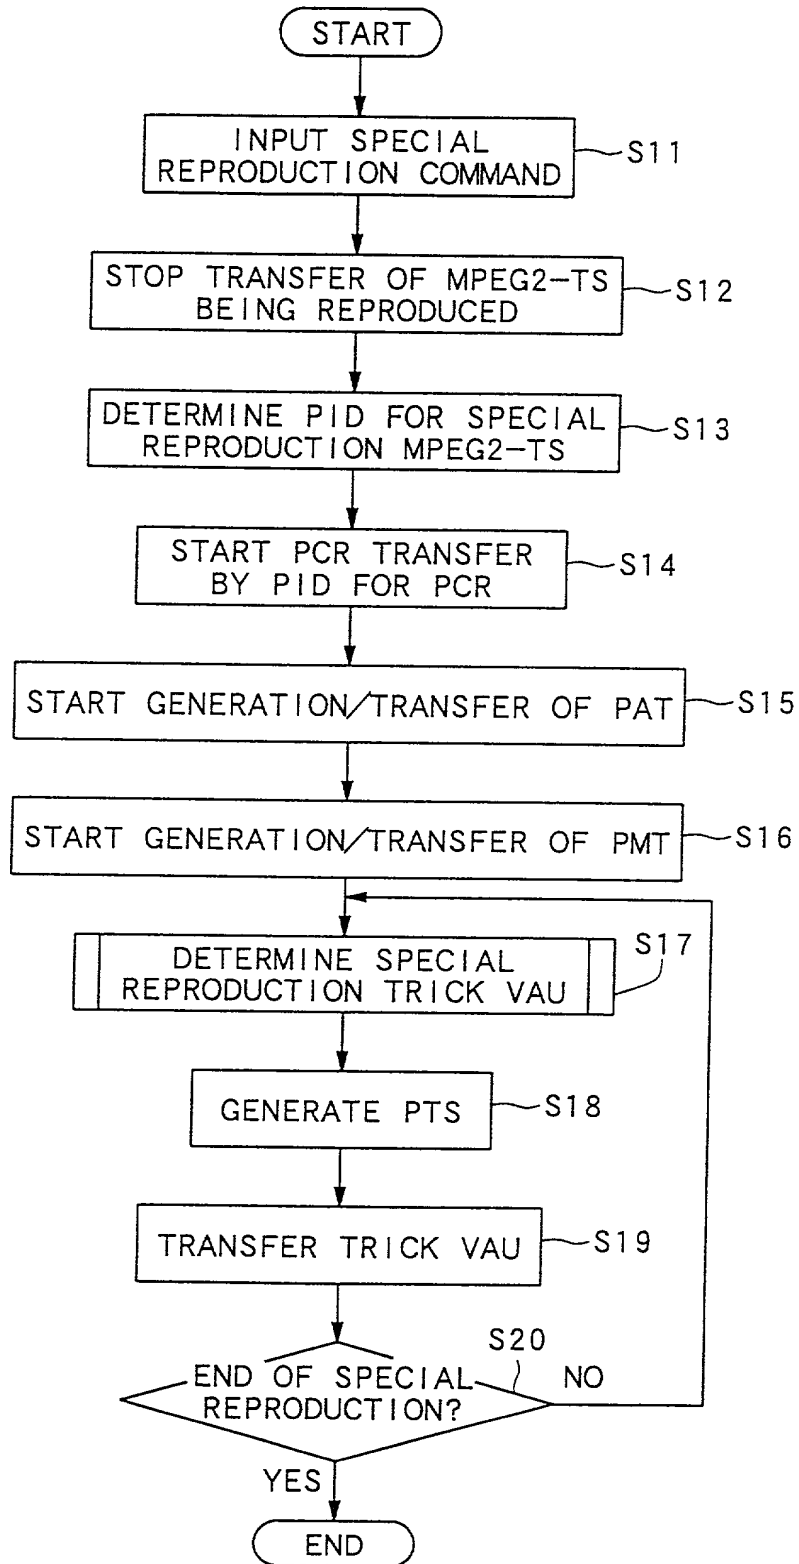 START
INPUT SPECIAL
REPRODUCTION COMMAND
S11
STOP TRANSFER OF MPEG2-TS
BEING REPRODUCED
S12
DETERMINE PID FOR SPECIAL
REPRODUCTION MPEG2-TS
S13
START PCR TRANSFER
BY PID FOR PCR
S14
START GENERATION/TRANSFER OF PAT
S15
START GENERATION/TRANSFER OF PMT
S16
DETERMINE SPECIAL
REPRODUCTION TRICK VAU
S17
GENERATE PTS
S18
TRANSFER TRICK VAU
S19
END OF SPECIAL
REPRODUCTION?
S20
NO
YES
END